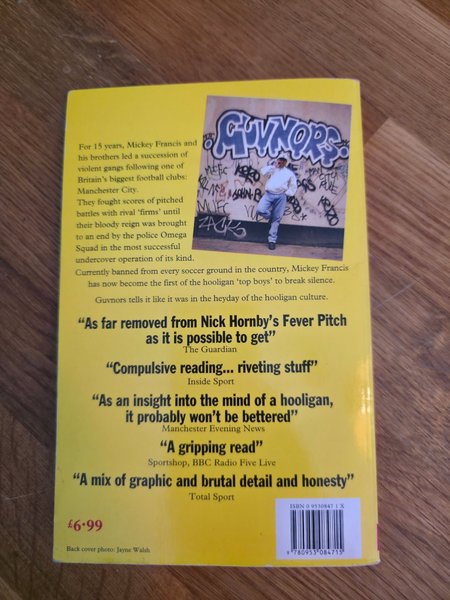 GUVNORS
ZACK
For 15 years, Mickey Francis and
his brothers led a succession of
violent gangs following one of
Britain's biggest football clubs:
Manchester City.
They fought scores of pitched
battles with rival 'firms' until
their bloody reign was brought
to an end by the police Omega
Squad in the most successful
undercover operation of its kind.
Currently banned from every soccer ground in the country, Mickey Francis
has now become the first of the hooligan 'top boys' to break silence.
Guvnors tells it like it was in the heyday of the hooligan culture.
"As far removed from Nick Hornby's Fever Pitch
as it is possible to get"
The Guardian
"Compulsive reading... riveting stuff"
Inside Sport
"As an insight into the mind of a hooligan,
it probably won't be bettered"
Manchester Evening News
"A gripping read"
Sportshop, BBC Radio Five Live
"A mix of graphic and brutal detail and honesty"
Total Sport
£6·99
Back cover photo: Jayne Walsh
ISBN 0 9530847 1 X
9 780953 084715